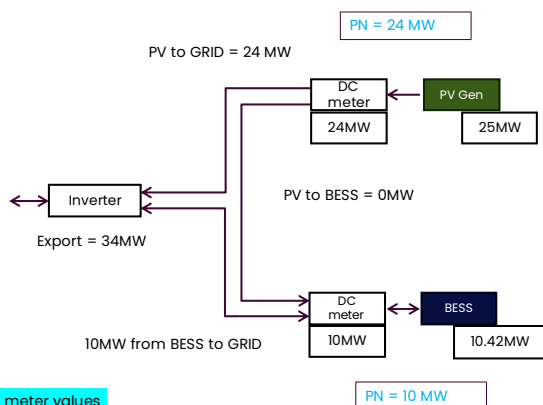 PN = 24 MW
PV to GRID = 24 MW
DC
meter
PV Gen
24MW
25MW
PV to BESS = 0MW
Inverter
Export = 34MW
DC
meter
BESS
10MW from BESS to GRID
10MW
10.42MW
meter values
PN = 10 MW